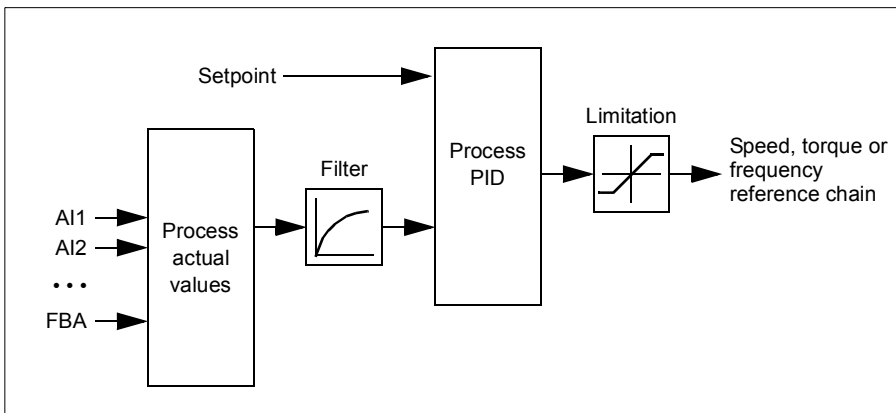 Setpoint
Process
PID
Limitation
Speed, torque or
frequency
reference chain
Filter
AI1
AI2
• • •
FBA
Process
actual
values